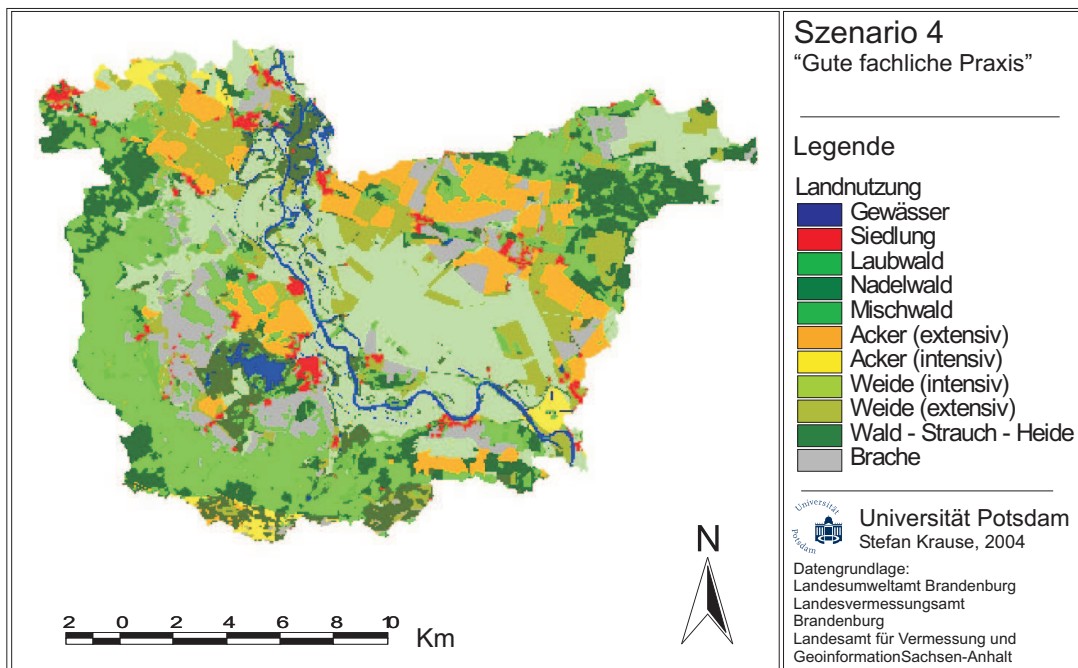 Szenario 4
“Gute fachliche Praxis”
Legende
Landnutzung
Gewässer
Siedlung
Laubwald
Nadelwald
Mischwald
Acker (extensiv)
Acker (intensiv)
Weide (intensiv)
Weide (extensiv)
Wald - Strauch - Heide
Brache
Universität
Potsdam
Universität Potsdam
Stefan Krause, 2004
Datengrundlage:
Landesumweltamt Brandenburg
Landesvermessungsamt
Brandenburg
Landesamt für Vermessung und
GeoinformationSachsen-Anhalt
N
2 0 2 4 6 8 10
Km